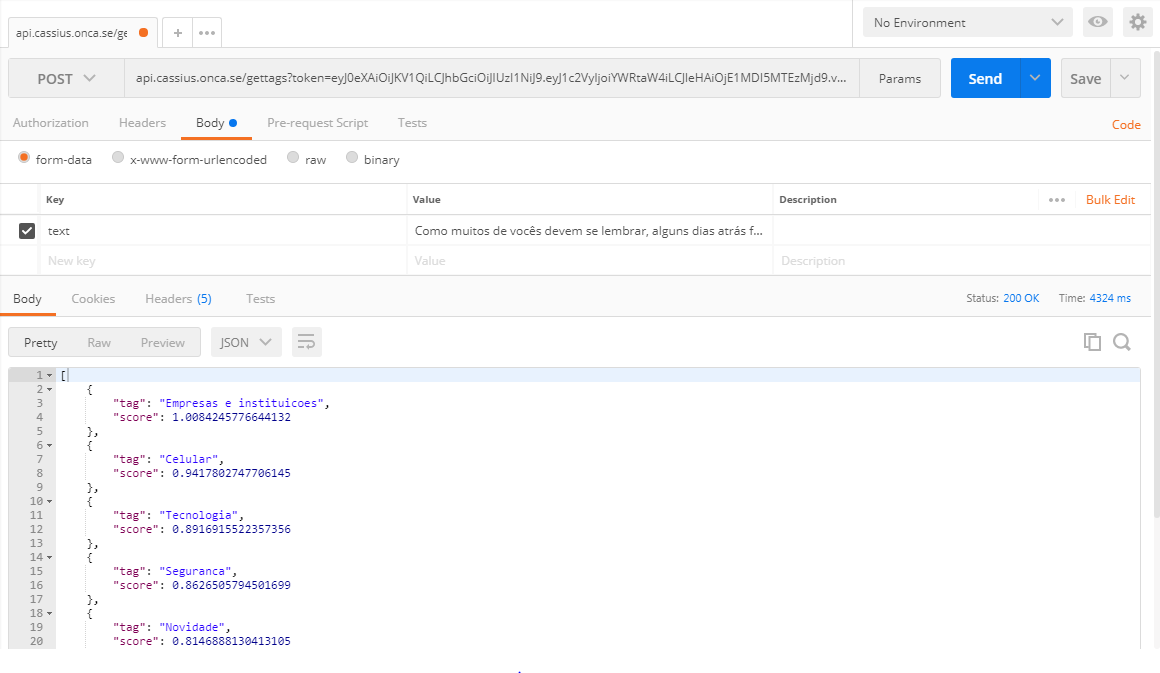 api.cassius.onca.se/ge
No Environment
POST api.cassius.onca.se/gettags?token=eyJ0eXAiOiJKV1QiLCJhbGciOiJIUzI1NiJ9.eyJ1c2VyIjoiYWRtaW4iLCJleHAiOjE1MDI5MTEzMjd9.v... Params Send Save
Authorization Headers Body Pre-request Script Tests Code
form-data x-www-form-urlencoded raw binary
Key Value Description Bulk Edit
text Como muitos de vocês devem se lembrar, alguns dias atrás f...
New key Value Description
Body Cookies Headers (5) Tests Status: 200 OK Time: 4324 ms
Pretty Raw Preview JSON
1 [
2 {
3 "tag": "Empresas e instituicoes",
4 "score": 1.0084245776644132
5 },
6 {
7 "tag": "Celular",
8 "score": 0.9417802747706145
9 },
10 {
11 "tag": "Tecnologia",
12 "score": 0.8916915522357356
13 },
14 {
15 "tag": "Seguranca",
16 "score": 0.8626505794501699
17 },
18 {
19 "tag": "Novidade",
20 "score": 0.8146888130413105